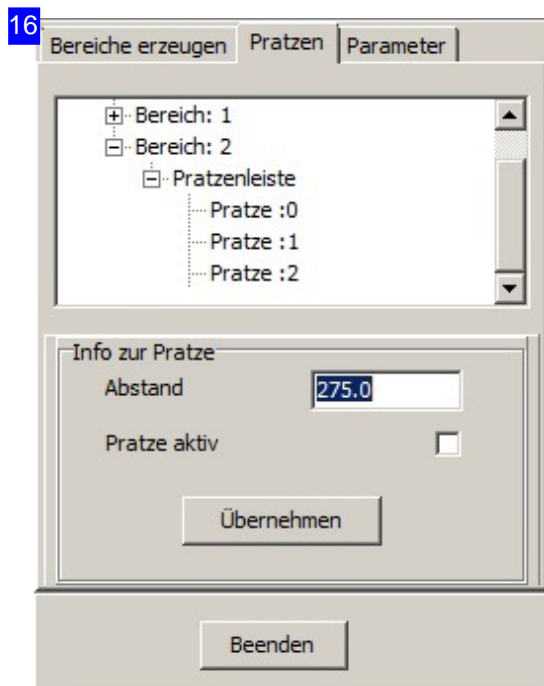 16
Bereiche erzeugen Pratzen Parameter
Bereich: 1
Bereich: 2
Pratzenleiste
Pratze :0
Pratze :1
Pratze :2
Info zur Pratze
Abstand 275.0
Pratze aktiv
Übernehmen
Beenden